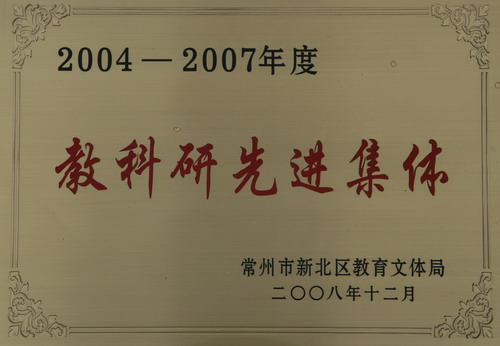 2004—2007年度
教科研先进集体
常州市新北区教育文体局
二〇〇八年十二月